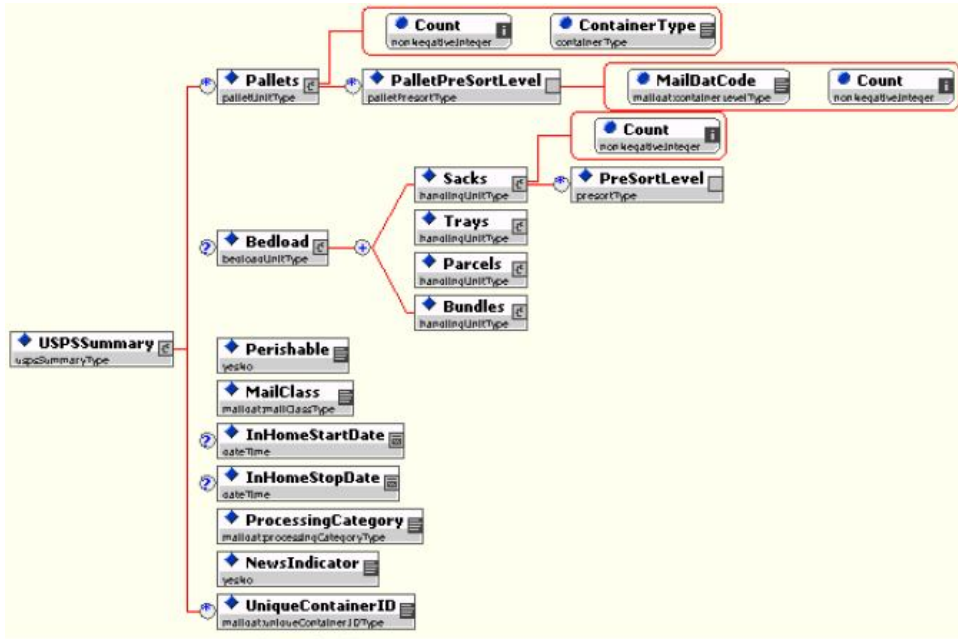 Count
nonNegativeInteger
ContainerType
containerType
Pallets
palletUnitType
PalletPreSortLevel
palletPresortType
MailDatCode
maildat:containerLevelType
Count
nonNegativeInteger
Count
nonNegativeInteger
Sacks
handlingUnitType
PreSortLevel
presortType
Trays
handlingUnitType
Bedload
bedloadUnitType
Parcels
handlingUnitType
Bundles
handlingUnitType
USPSSummary
uspsSummaryType
Perishable
yesNo
MailClass
maildat:mailClassType
InHomeStartDate
dateTime
InHomeStopDate
dateTime
ProcessingCategory
maildat:processingCategoryType
NewsIndicator
yesNo
UniqueContainerID
maildat:uniqueContainerIDType